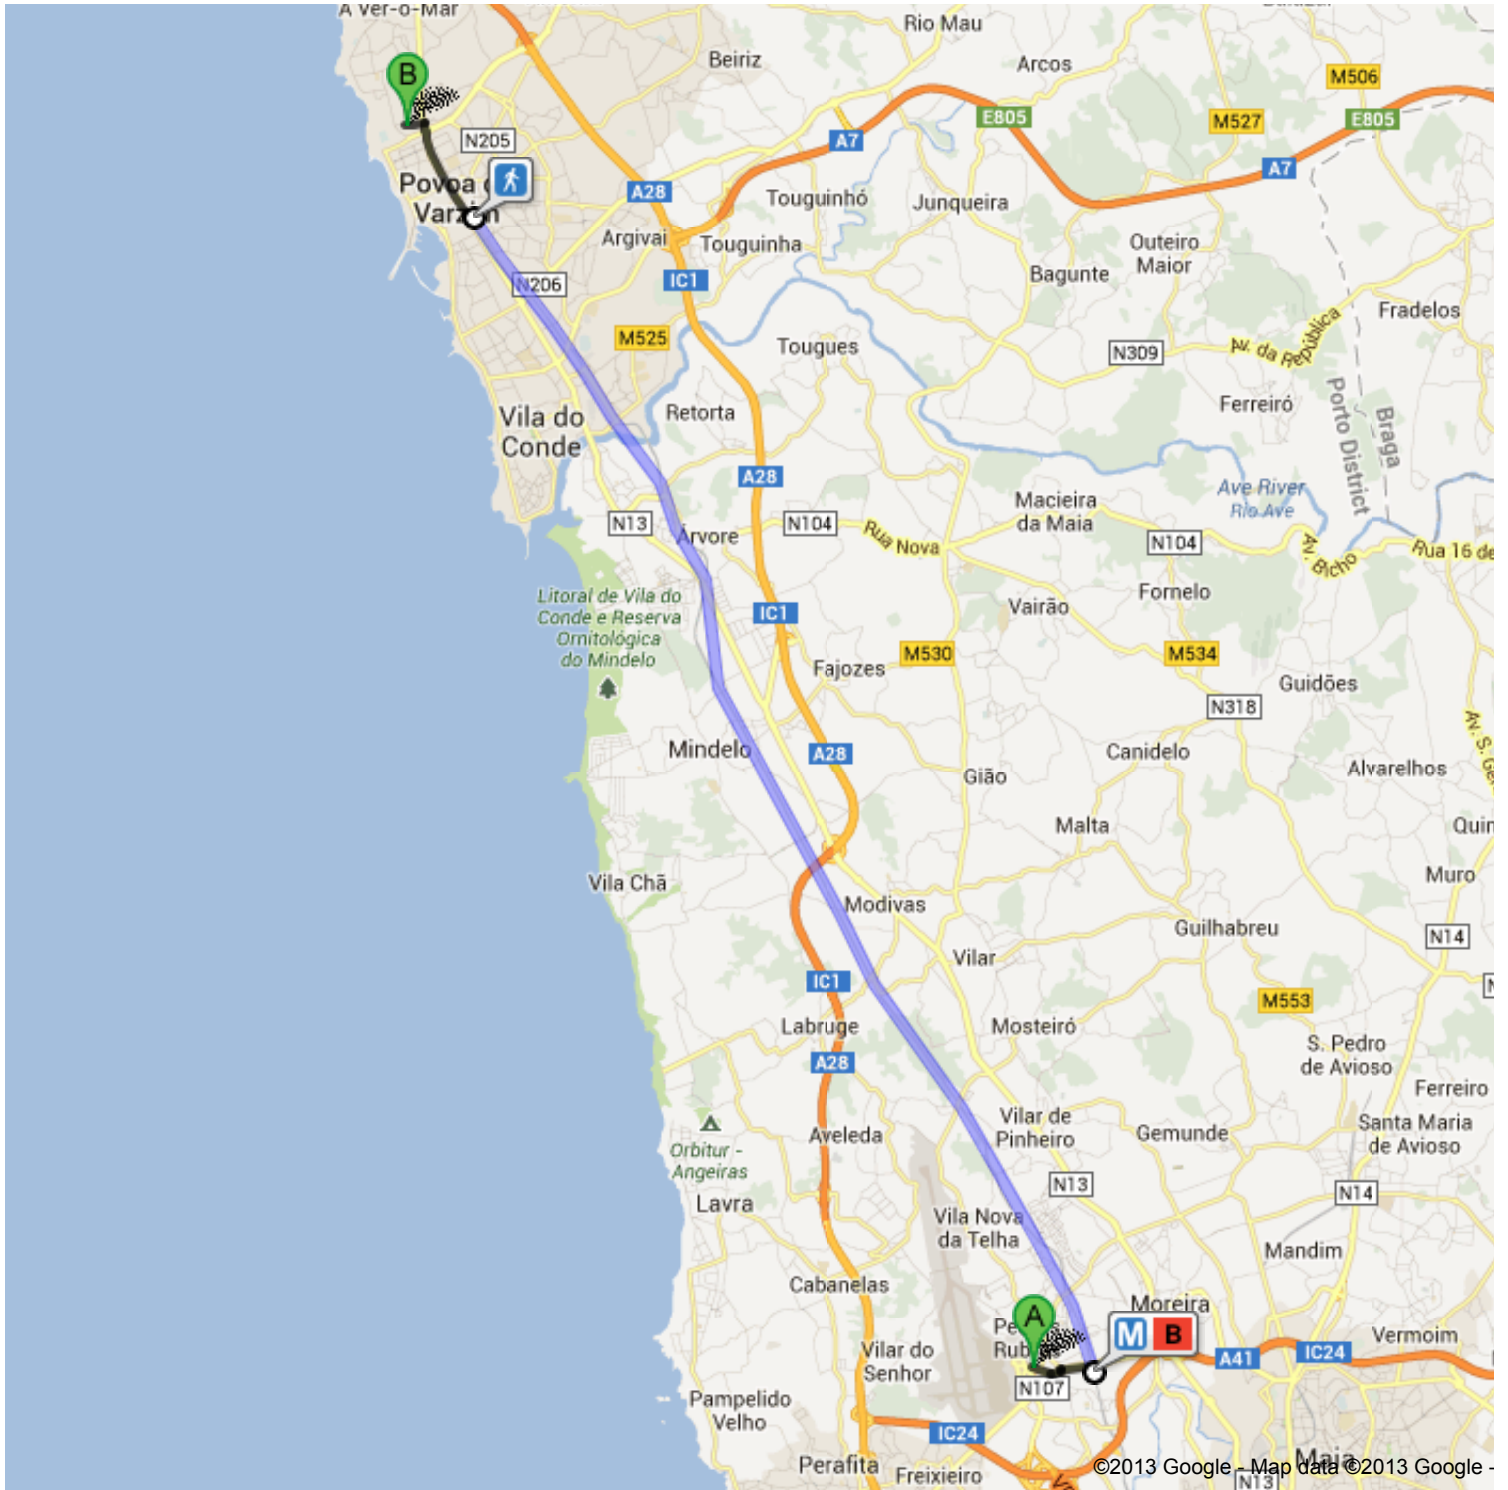 A Ver-o-Mar
Rio Mau
Beiriz
Arcos
M506
B
E805
M527
E805
N205
A7
A7
Povoa
Varzim
A28
Touguinhó
Junqueira
Argivai
Touguinha
Outeiro
Maior
N206
IC1
Bagunte
Fradelos
M525
Tougues
N309
Av. da República
Retorta
Ferreiró
Porto District
Braga
Vila do
Conde
A28
Macieira
da Maia
Ave River
Rio Ave
N13
Árvore
N104
Rua Nova
N104
Av. Bicho
Rua 16 de
Litoral de Vila do
Conde e Reserva
Ornitológica
do Mindelo
IC1
Vairão
Fornelo
M530
M534
Fajozes
Guidões
N318
Av. S.
Mindelo
A28
Gião
Canidelo
Alvarelhos
Malta
Quin
Vila Chã
Modivas
Muro
Guilhabreu
N14
Vilar
IC1
M553
Labruge
Mosteiró
S. Pedro
de Avioso
A28
Ferreiro
Aveleda
Vilar de
Pinheiro
Gemunde
Santa Maria
de Avioso
Orbitur -
Angeiras
Lavra
N13
N14
Vila Nova
da Telha
Mandim
Cabanelas
Moreira
A
M B
Vermoim
Vilar do
Senhor
A41
IC24
N107
Pampelido
Velho
IC24
Perafita
Freixieiro
Maia
N13
©2013 Google - Map data ©2013 Google -